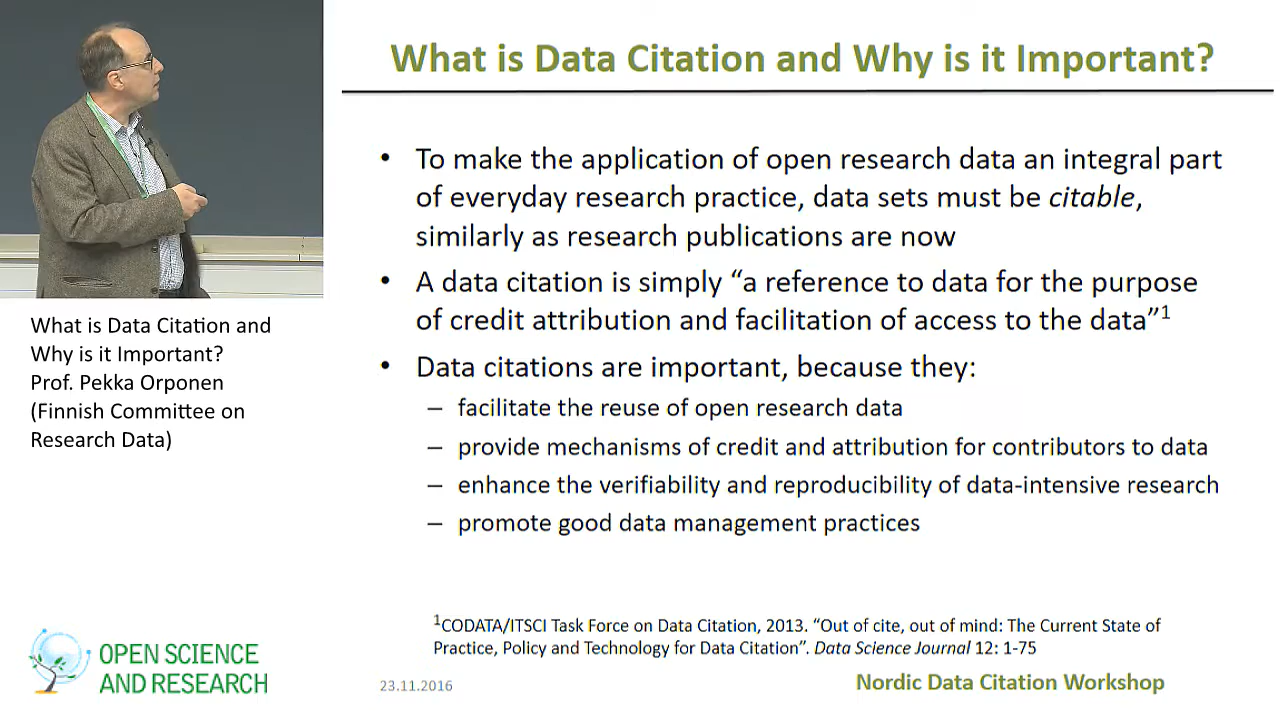 What is Data Citation and Why is it Important?
• To make the application of open research data an integral part
of everyday research practice, data sets must be citable,
similarly as research publications are now
• A data citation is simply “a reference to data for the purpose
of credit attribution and facilitation of access to the data”1
• Data citations are important, because they:
– facilitate the reuse of open research data
– provide mechanisms of credit and attribution for contributors to data
– enhance the verifiability and reproducibility of data-intensive research
– promote good data management practices
1CODATA/ITSCI Task Force on Data Citation, 2013. “Out of cite, out of mind: The Current State of
Practice, Policy and Technology for Data Citation”. Data Science Journal 12: 1-75
23.11.2016
Nordic Data Citation Workshop
What is Data Citation and
Why is it Important?
Prof. Pekka Orponen
(Finnish Committee on
Research Data)
OPEN SCIENCE
AND RESEARCH